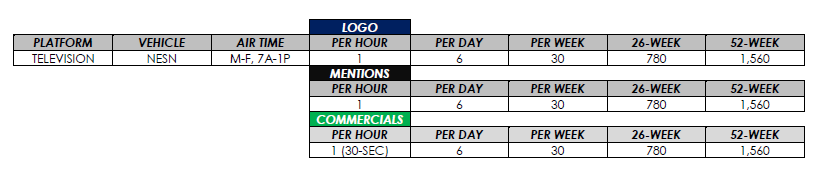 LOGO
PLATFORM VEHICLE AIR TIME PER HOUR PER DAY PER WEEK 26-WEEK 52-WEEK
TELEVISION NESN M-F, 7A-1P 1 6 30 780 1,560
MENTIONS
PER HOUR PER DAY PER WEEK 26-WEEK 52-WEEK
1 6 30 780 1,560
COMMERCIALS
PER HOUR PER DAY PER WEEK 26-WEEK 52-WEEK
1 (30-SEC) 6 30 780 1,560